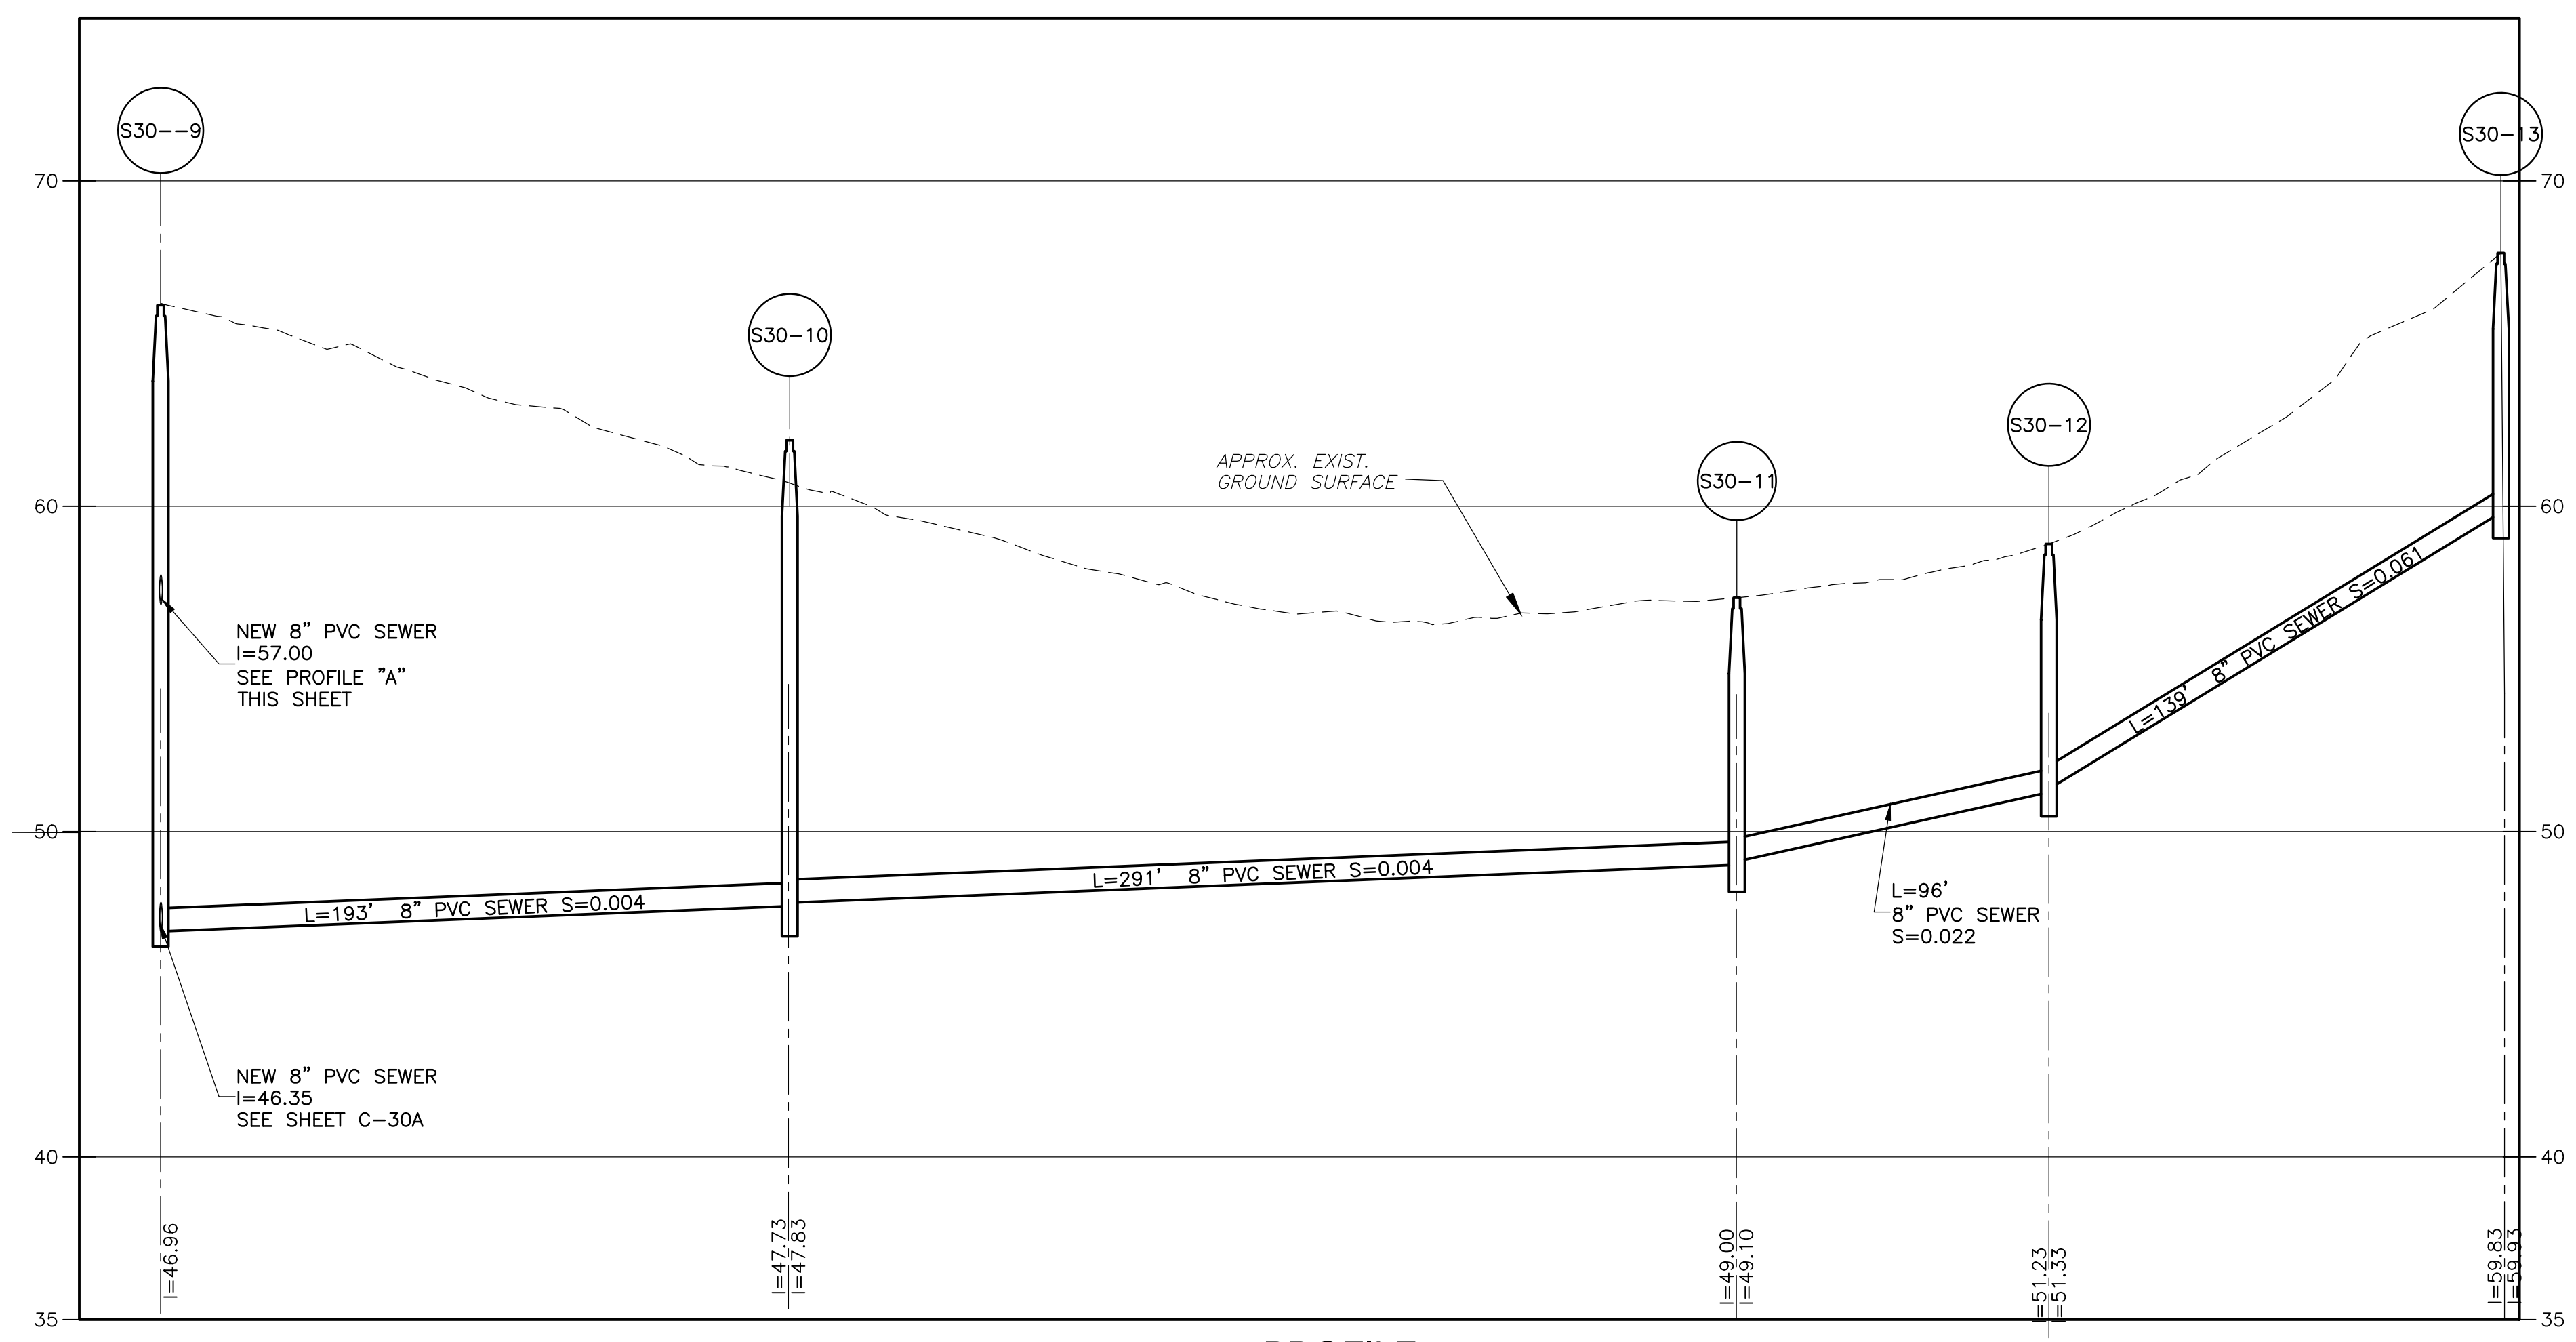 S30--9
S30-13
70
70
S30-10
S30-12
APPROX. EXIST.
GROUND SURFACE
S30-11
60
60
NEW 8" PVC SEWER
I=57.00
SEE PROFILE "A"
THIS SHEET
L=139' 8" PVC SEWER S=0.061
50
50
L=193' 8" PVC SEWER S=0.004
L=291' 8" PVC SEWER S=0.004
L=96'
8" PVC SEWER
S=0.022
NEW 8" PVC SEWER
I=46.35
SEE SHEET C-30A
40
40
I=46.96
I=47.73
I=47.83
I=49.00
I=49.10
I=51.23
I=51.33
I=59.83
I=59.93
35
35